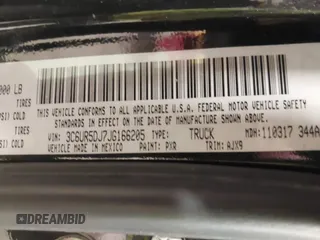 000 LB
TIRES
PSI COLD
TIRES
PSI COLD
THIS VEHICLE CONFORMS TO ALL APPLICABLE U.S.A. FEDERAL MOTOR VEHICLE SAFETY
STANDARDS IN EFFECT ON THE DATE OF MANUFACTURE SHOWN ABOVE.
VIN: 3C6UR5DJ7JG166205 TRUCK MDH: 110317 344A
VEHICLE MADE IN MEXICO PAINT: PXR TRIM: AJX9
DREAMBID